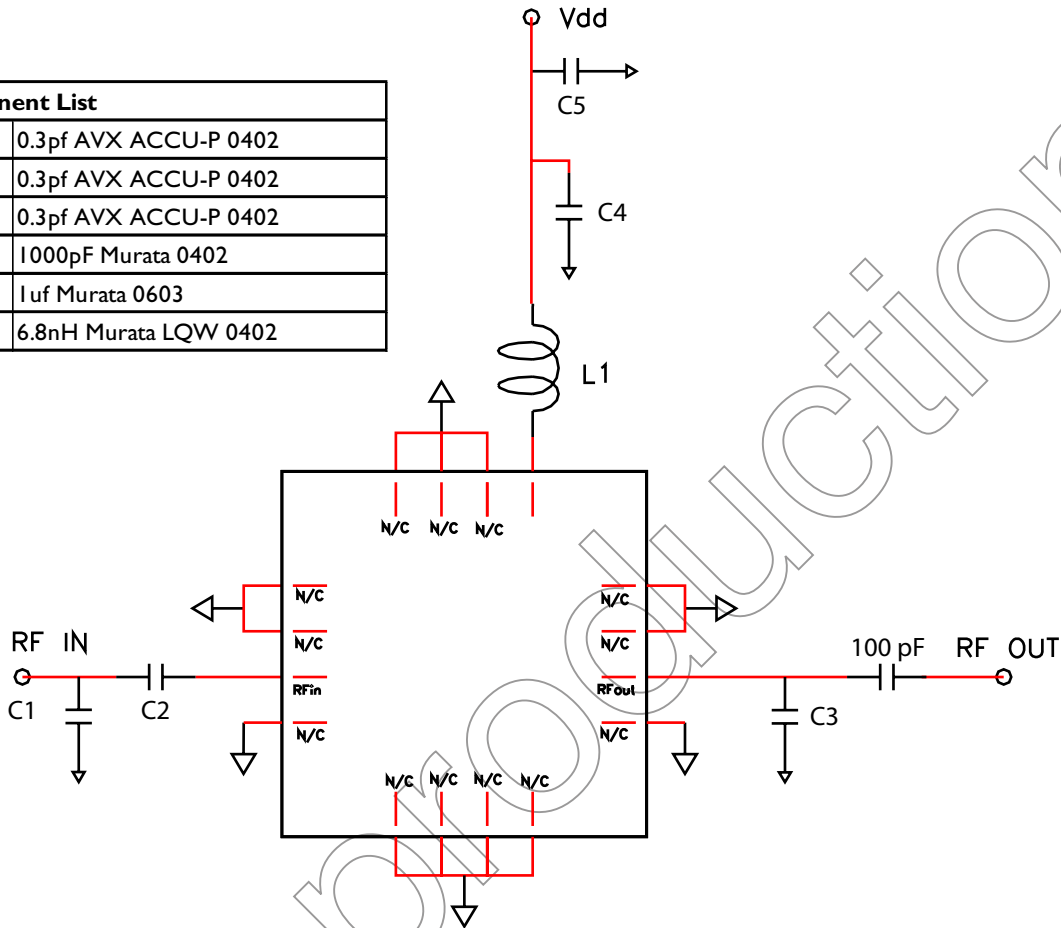 Vdd
C5
nent List
0.3pf AVX ACCU-P 0402
0.3pf AVX ACCU-P 0402
0.3pf AVX ACCU-P 0402
1000pF Murata 0402
1uf Murata 0603
6.8nH Murata LQW 0402
C4
L1
N/C N/C N/C
N/C
N/C
N/C
N/C
RF IN
RFin
RFout
100 pF
RF OUT
C1
C2
C3
N/C
N/C
N/C N/C N/C N/C
production